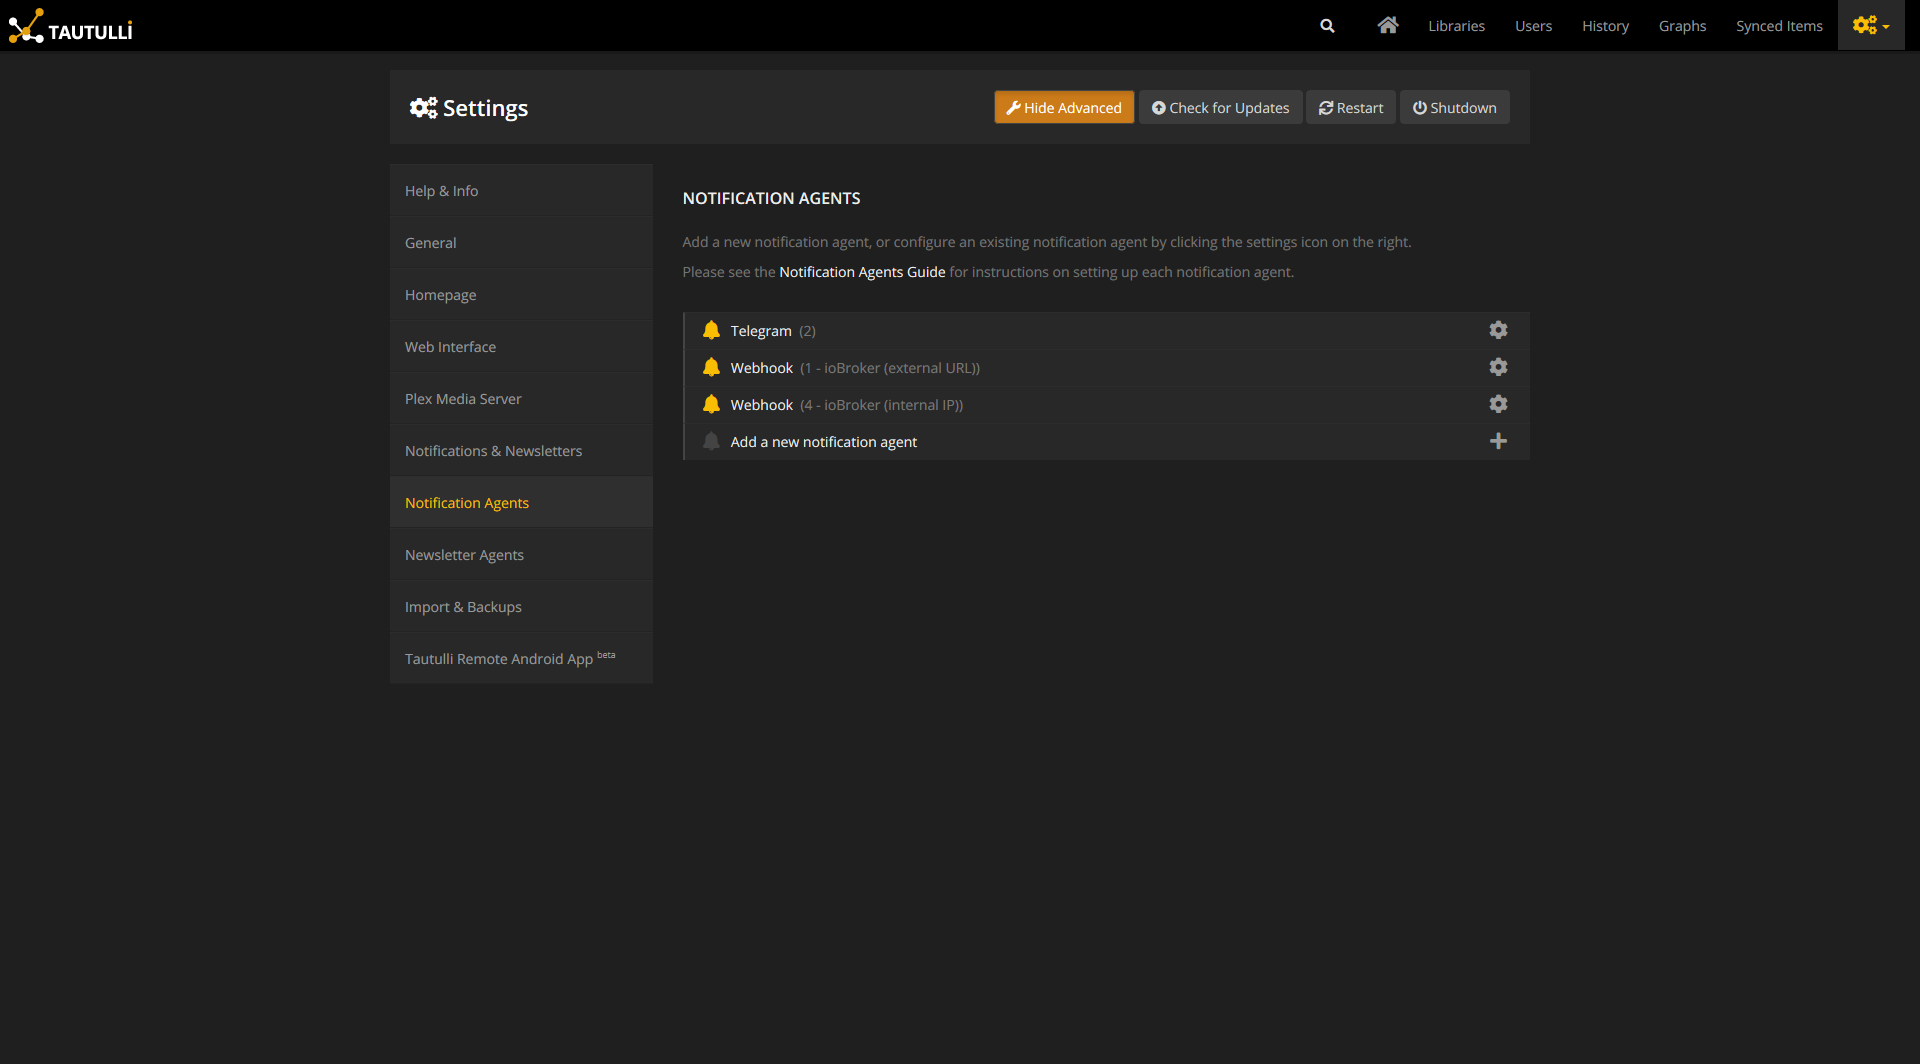 TAUTULLI
Libraries
Users
History
Graphs
Synced Items
Settings
Hide Advanced
Check for Updates
Restart
Shutdown
Help & Info
General
Homepage
Web Interface
Plex Media Server
Notifications & Newsletters
Notification Agents
Newsletter Agents
Import & Backups
Tautulli Remote Android App beta
NOTIFICATION AGENTS
Add a new notification agent, or configure an existing notification agent by clicking the settings icon on the right.
Please see the Notification Agents Guide for instructions on setting up each notification agent.
Telegram (2)
Webhook (1 - ioBroker (external URL))
Webhook (4 - ioBroker (internal IP))
Add a new notification agent